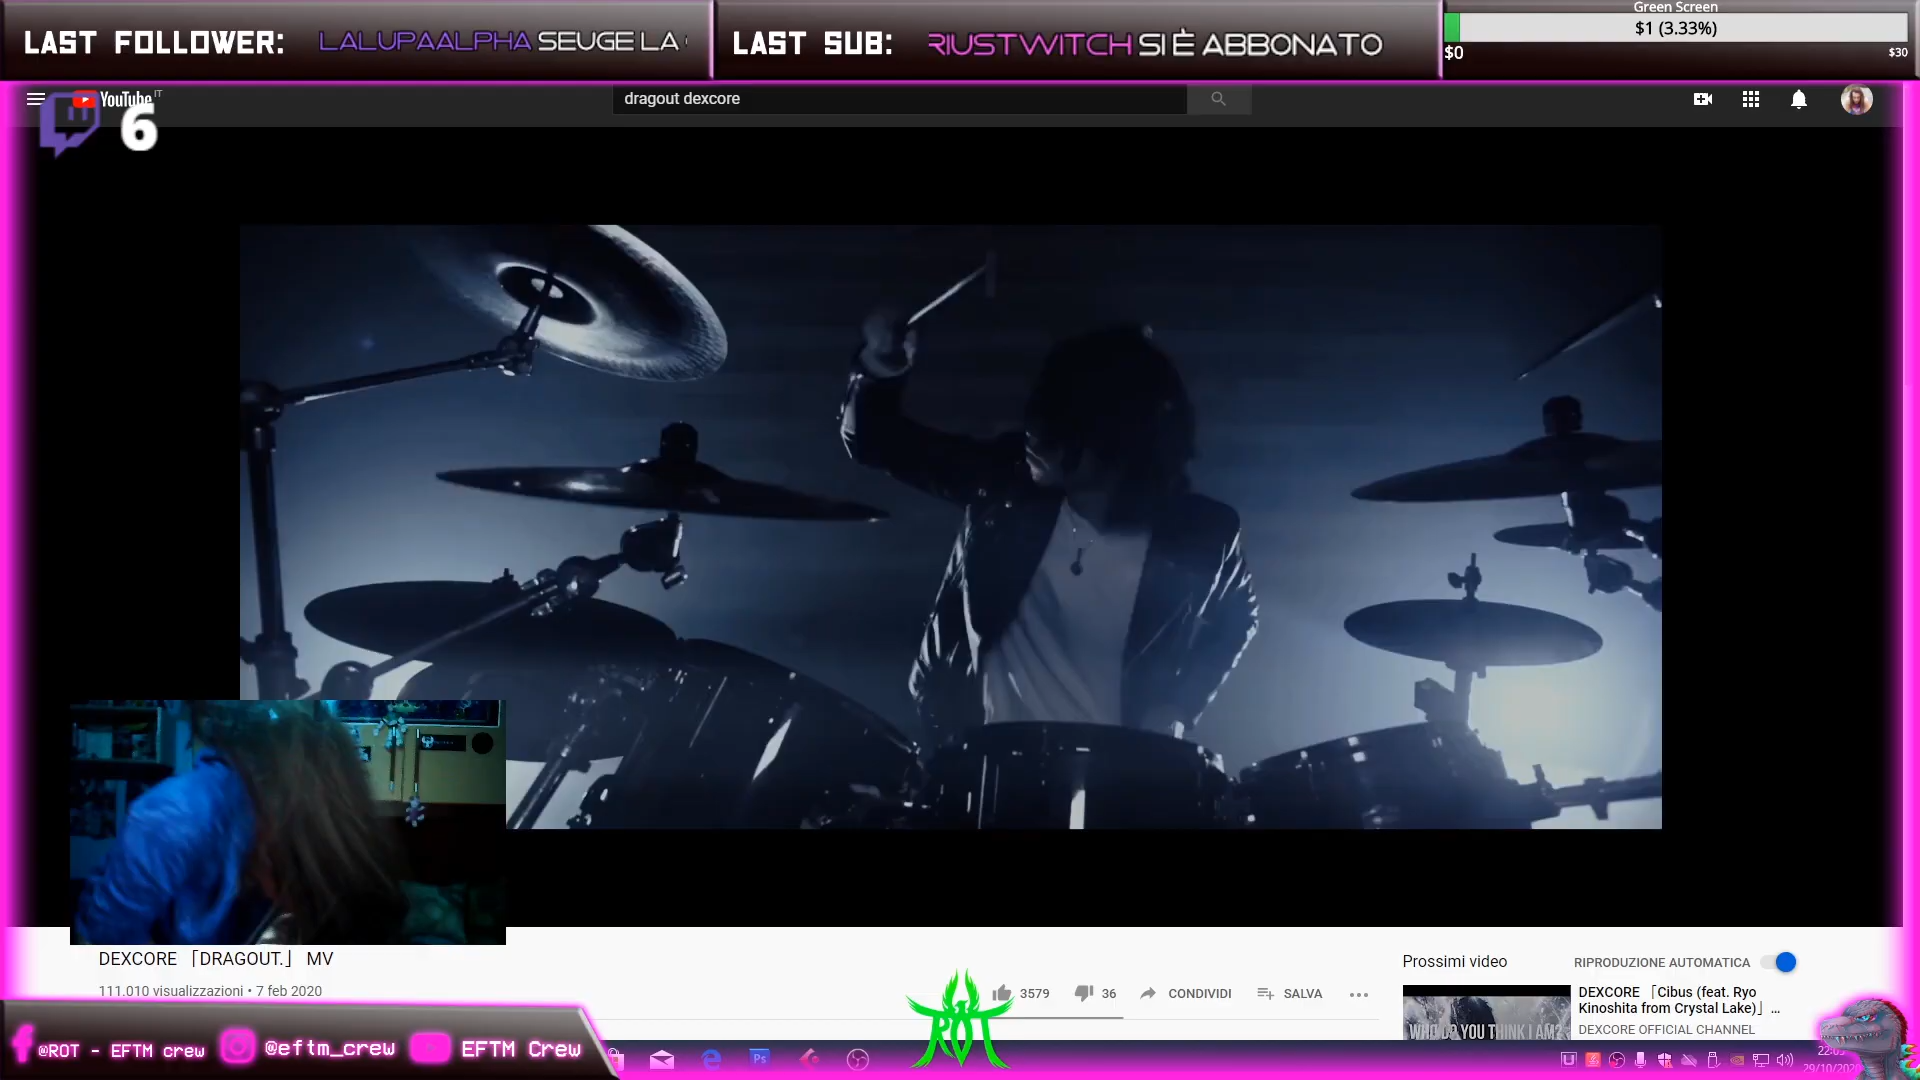 LAST FOLLOWER: LALUPAALPHA SEUGE LA
LAST SUB: RIUSTWITCH SI È ABBONATO
Green Screen
$1 (3.33%)
$0
$30
YouTube IT
dragout dexcore
6
DEXCORE 「DRAGOUT.」 MV
111.010 visualizzazioni • 7 feb 2020
3579
36
CONDIVIDI
SALVA
Prossimi video
RIPRODUZIONE AUTOMATICA
WHO DO YOU THINK I AM?
DEXCORE 「Cibus (feat. Ryo
Kinoshita from Crystal Lake)」 ...
DEXCORE OFFICIAL CHANNEL
@ROT - EFTM crew
@eftm_crew
EFTM Crew
ROT
Ps